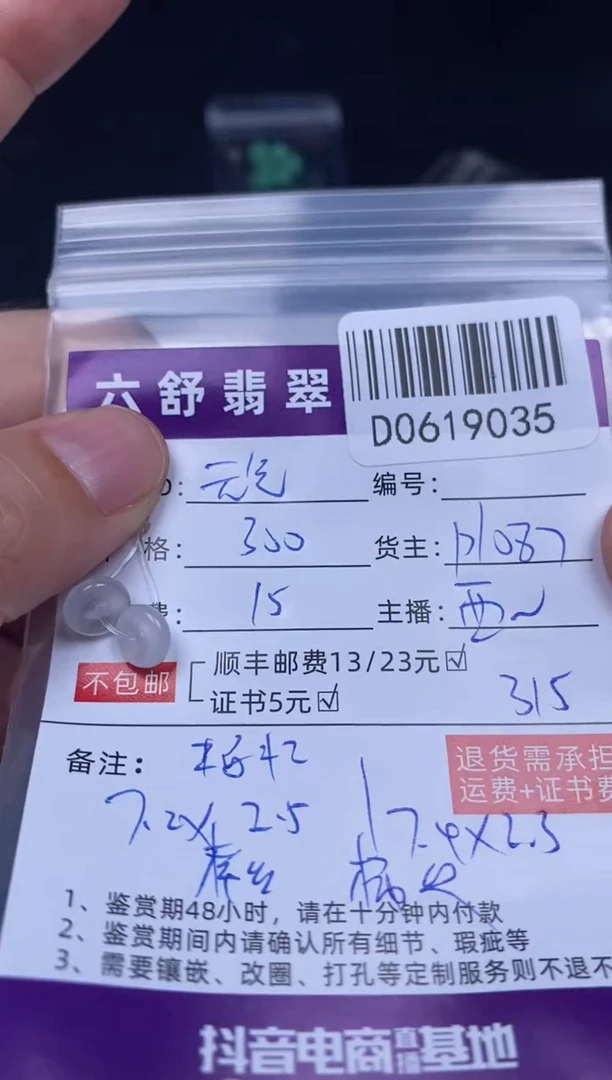 六舒翡翠
D0619035
编号：
格：300
货主：
费：15
主播：西~
不包邮
顺丰邮费13/23元☑
证书5元☑
315
备注：
退货需承担
运费+证书费
7.2X 2.5
7.4X2.3
1、鉴赏期48小时，请在十分钟内付款
2、鉴赏期间内请确认所有细节、瑕疵等
3、需要镶嵌、改圈、打孔等定制服务则不退不
抖音电商直播基地